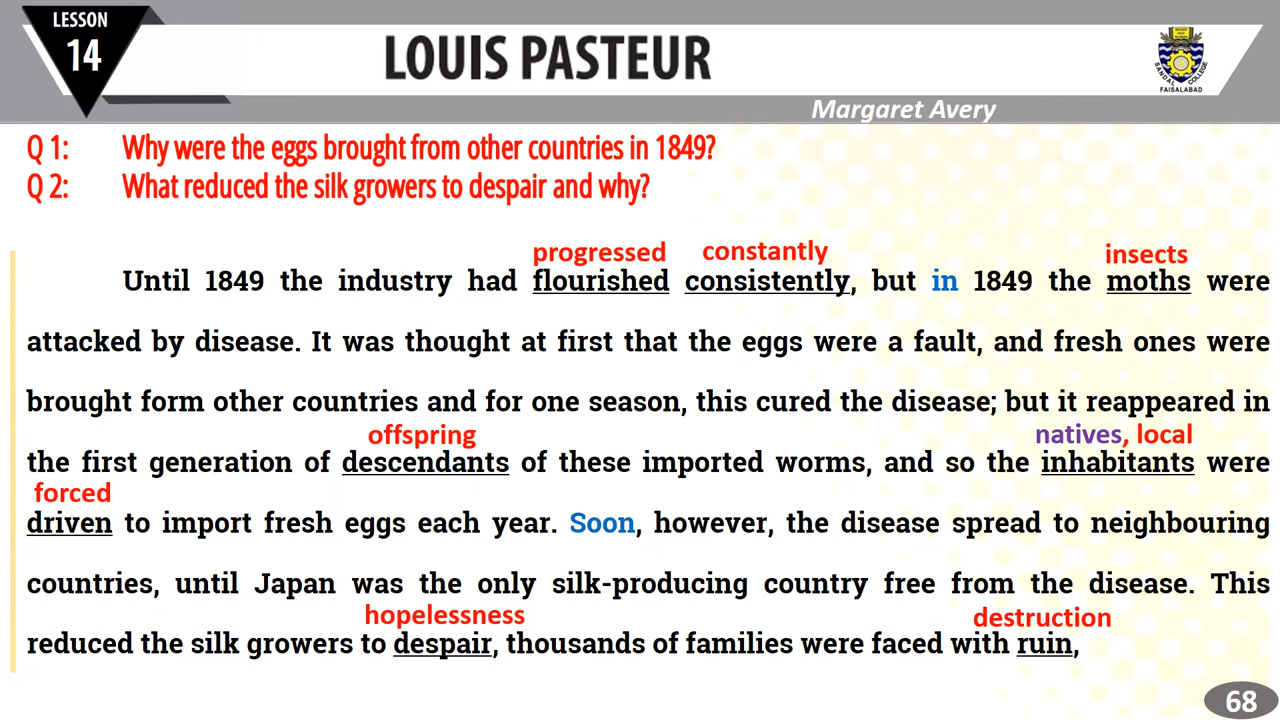 LESSON
14
LOUIS PASTEUR
SANDAL COLLEGE
FAISALABAD
Margaret Avery
Q 1: Why were the eggs brought from other countries in 1849?
Q 2: What reduced the silk growers to despair and why?
progressed constantly insects
Until 1849 the industry had flourished consistently, but in 1849 the moths were
attacked by disease. It was thought at first that the eggs were a fault, and fresh ones were
brought form other countries and for one season, this cured the disease; but it reappeared in
offspring natives, local
the first generation of descendants of these imported worms, and so the inhabitants were
forced
driven to import fresh eggs each year. Soon, however, the disease spread to neighbouring
countries, until Japan was the only silk-producing country free from the disease. This
hopelessness destruction
reduced the silk growers to despair, thousands of families were faced with ruin,
68